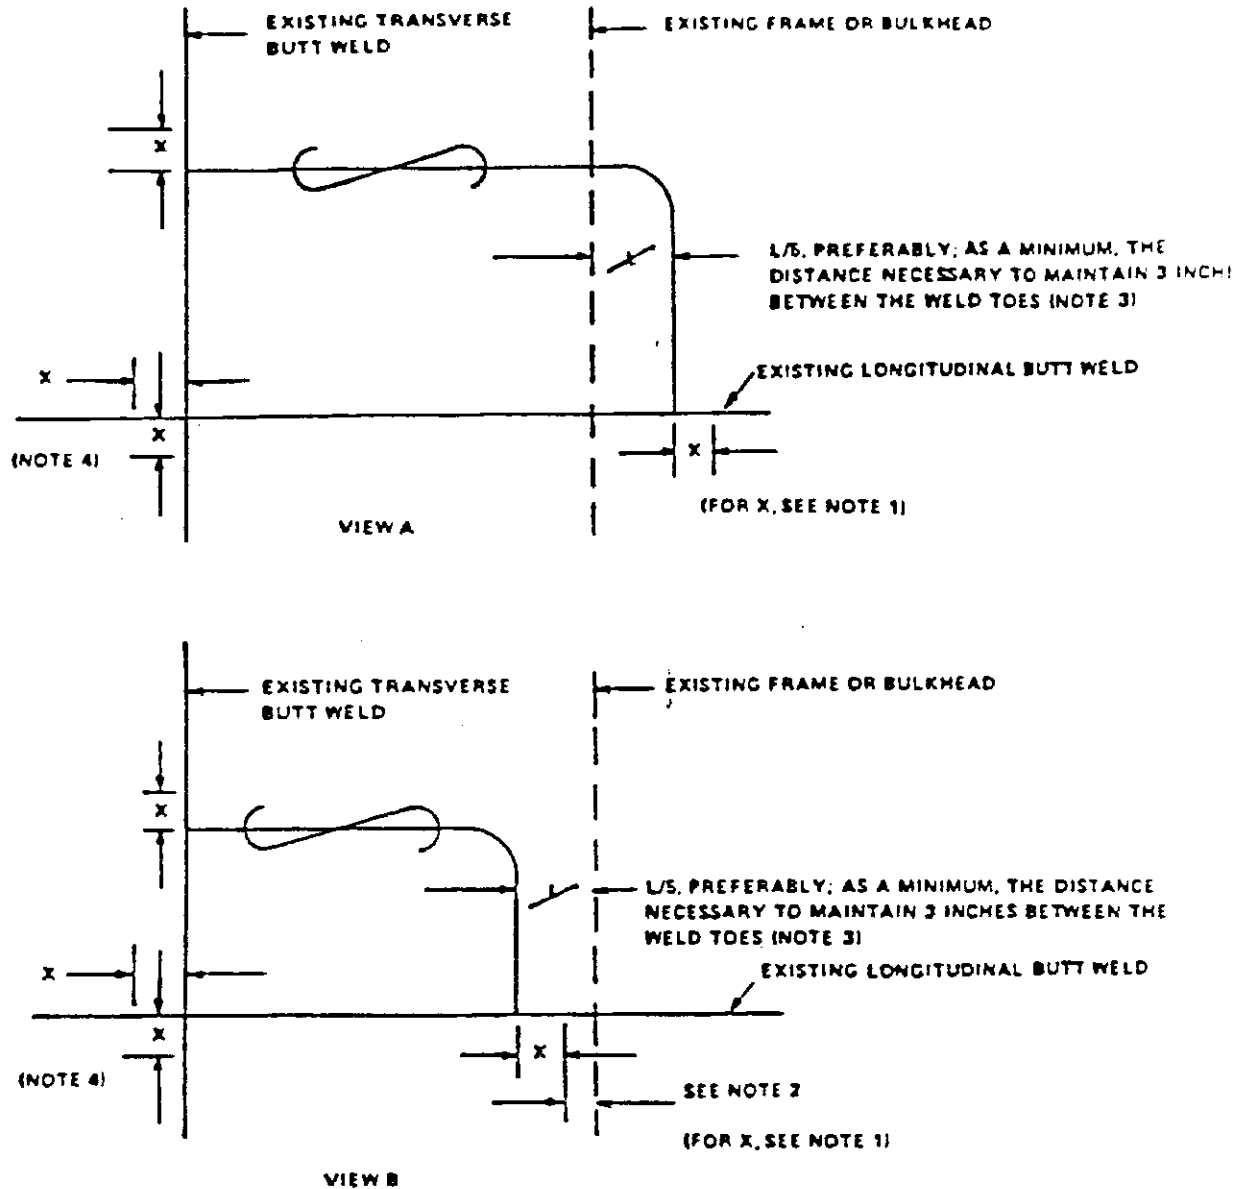 EXISTING TRANSVERSE
BUTT WELD
EXISTING FRAME OR BULKHEAD
X
L/5, PREFERABLY; AS A MINIMUM, THE
DISTANCE NECESSARY TO MAINTAIN 3 INCH
BETWEEN THE WELD TOES (NOTE 3)
X
EXISTING LONGITUDINAL BUTT WELD
X
(NOTE 4)
X
(FOR X, SEE NOTE 1)
VIEW A
EXISTING TRANSVERSE
BUTT WELD
EXISTING FRAME OR BULKHEAD
X
L/5, PREFERABLY; AS A MINIMUM, THE DISTANCE
NECESSARY TO MAINTAIN 3 INCHES BETWEEN THE
WELD TOES (NOTE 3)
X
EXISTING LONGITUDINAL BUTT WELD
X
X
(NOTE 4)
SEE NOTE 2
(FOR X, SEE NOTE 1)
VIEW B